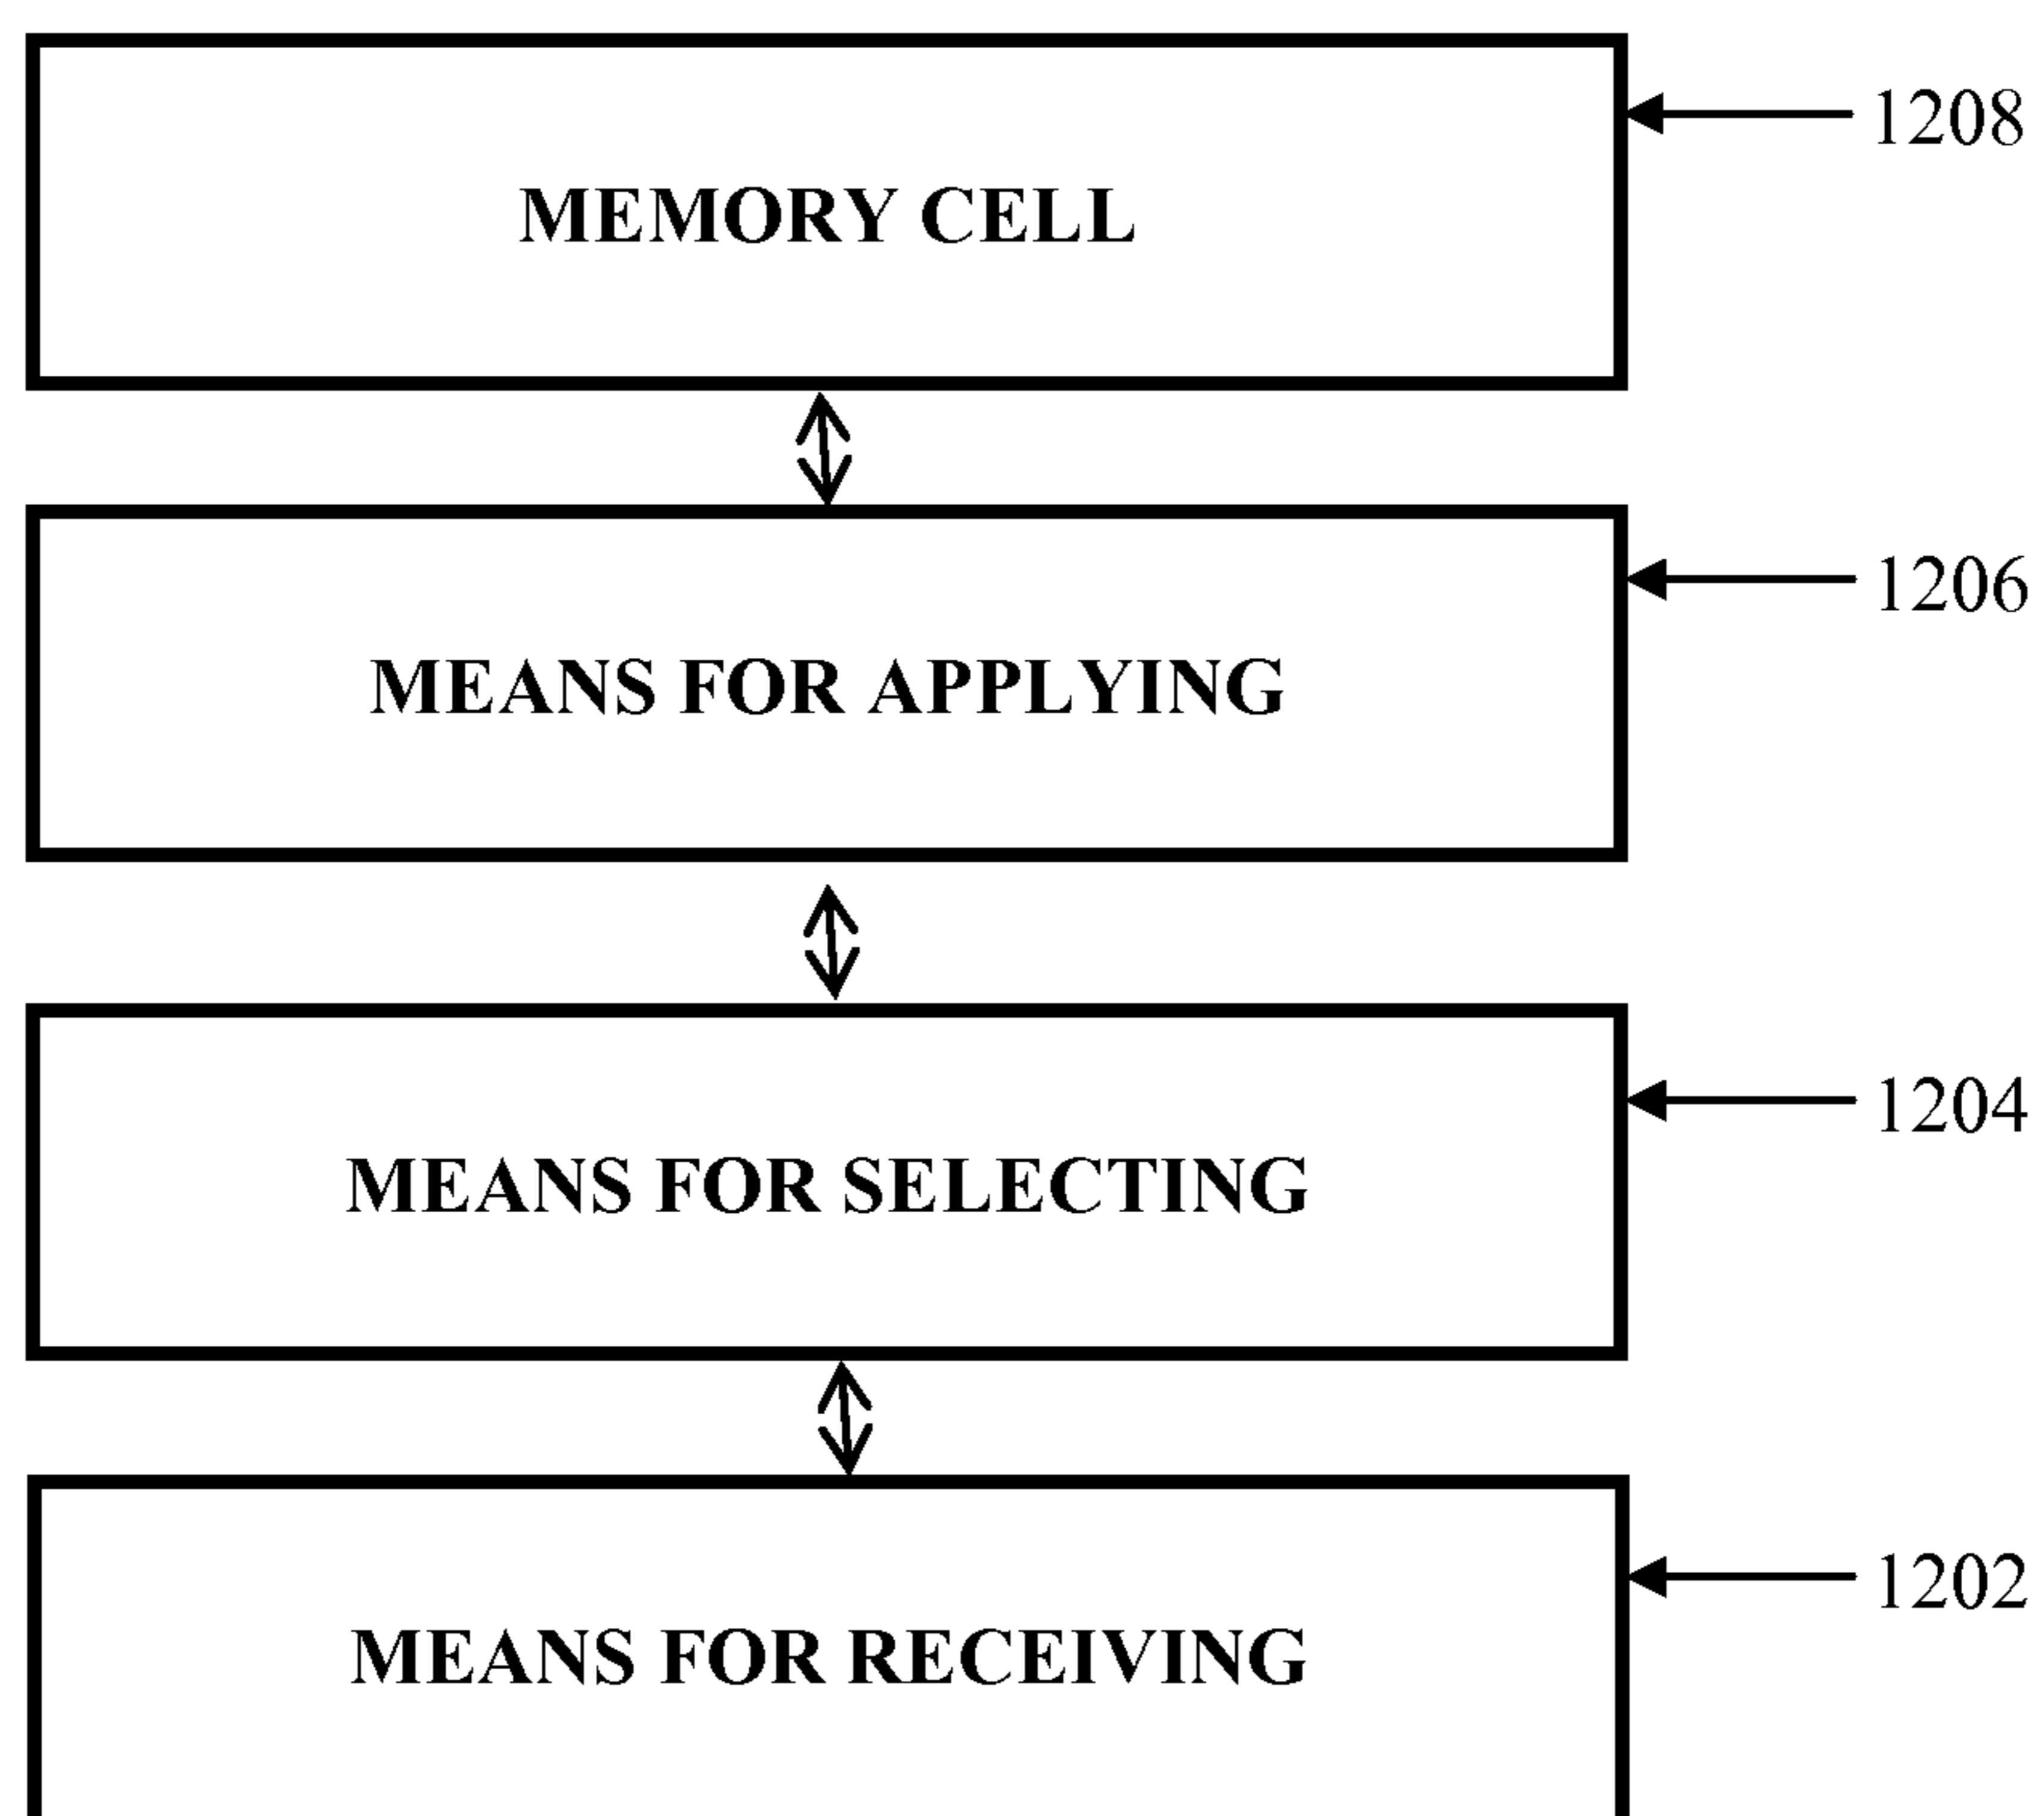 1208
MEMORY CELL
1206
MEANS FOR APPLYING
1204
MEANS FOR SELECTING
1202
MEANS FOR RECEIVING